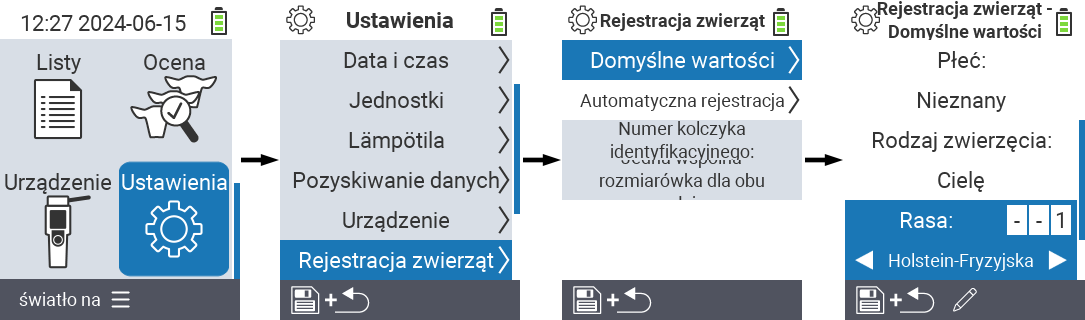 12:27 2024-06-15
Listy
Ocena
Urządzenie
Ustawienia
światło na
Ustawienia
Data i czas
Jednostki
Lämpötila
Pozyskiwanie danych
Urządzenie
Rejestracja zwierząt
+
Rejestracja zwierząt
Domyślne wartości
Automatyczna rejestracja
Numer kolczyka
identyfikacyjnego:
rozmiarówka dla obu
+
Rejestracja zwierząt -
Domyślne wartości
Płeć:
Nieznany
Rodzaj zwierzęcia:
Cielę
Rasa: - - 1
Holstein-Fryzyjska
+